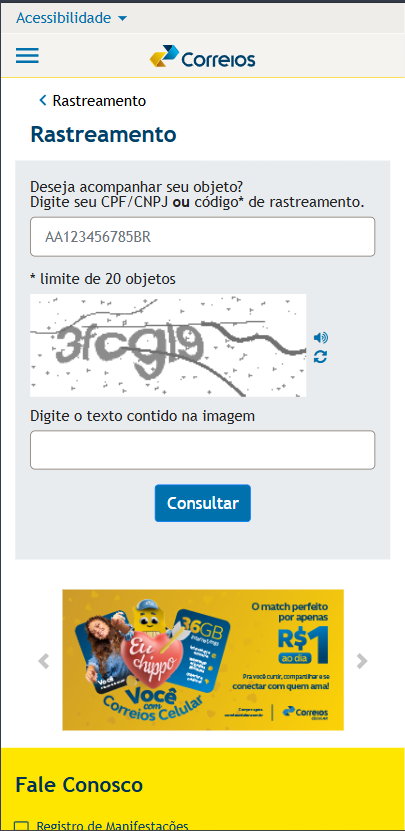 Acessibilidade
Correios
Rastreamento
Rastreamento
Deseja acompanhar seu objeto?
Digite seu CPF/CNPJ ou código* de rastreamento.
AA123456785BR
* limite de 20 objetos
Digite o texto contido na imagem
Consultar
O match perfeito
por apenas
R$1
ao dia
36GB
Eu
chippo
Você
com
Correios Celular
Pra você curtir, compartilhar e se
conectar com quem ama!
Correios
Fale Conosco
Registro de Manifestações